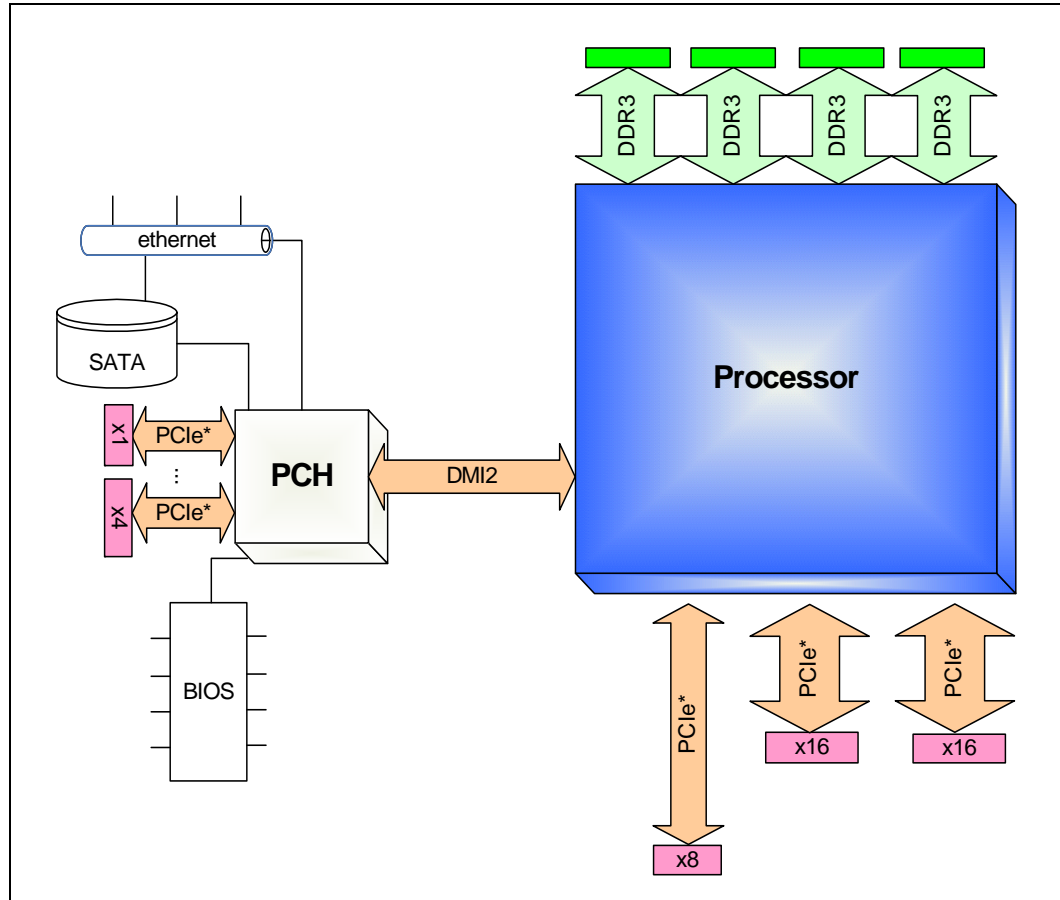 DDR3
DDR3
DDR3
DDR3
ethernet
SATA
Processor
x1
PCIe*
...
PCH
DMI2
x4
PCIe*
BIOS
PCIe*
PCIe*
PCIe*
x16
x16
x8